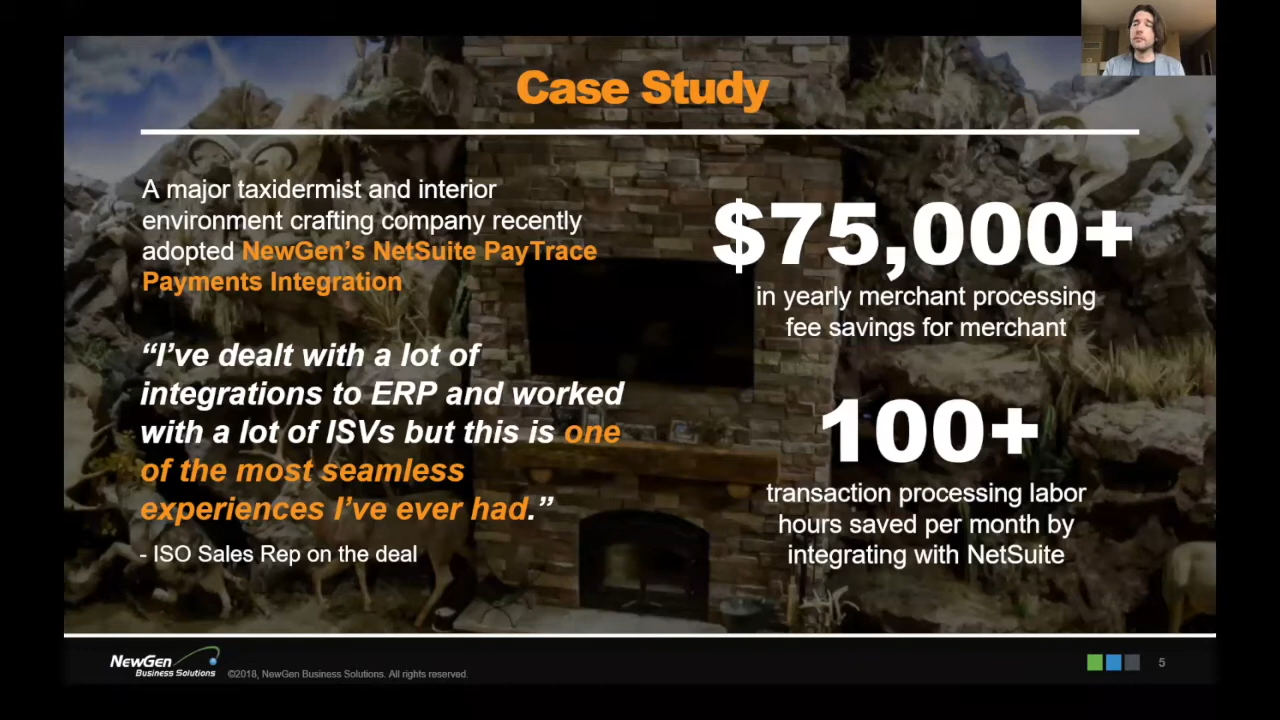 Case Study
A major taxidermist and interior
environment crafting company recently
adopted NewGen’s NetSuite PayTrace
Payments Integration
“I’ve dealt with a lot of
integrations to ERP and worked
with a lot of ISVs but this is one
of the most seamless
experiences I’ve ever had.”
- ISO Sales Rep on the deal
$75,000+
in yearly merchant processing
fee savings for merchant
100+
transaction processing labor
hours saved per month by
integrating with NetSuite
NewGen
Business Solutions
©2018, NewGen Business Solutions. All rights reserved.
5